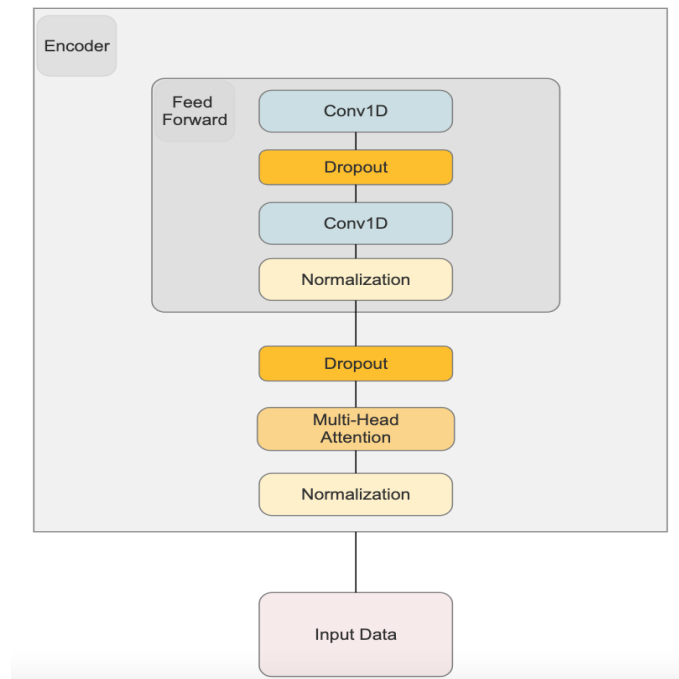 Encoder
Feed
Forward
Conv1D
Dropout
Conv1D
Normalization
Dropout
Multi-Head
Attention
Normalization
Input Data